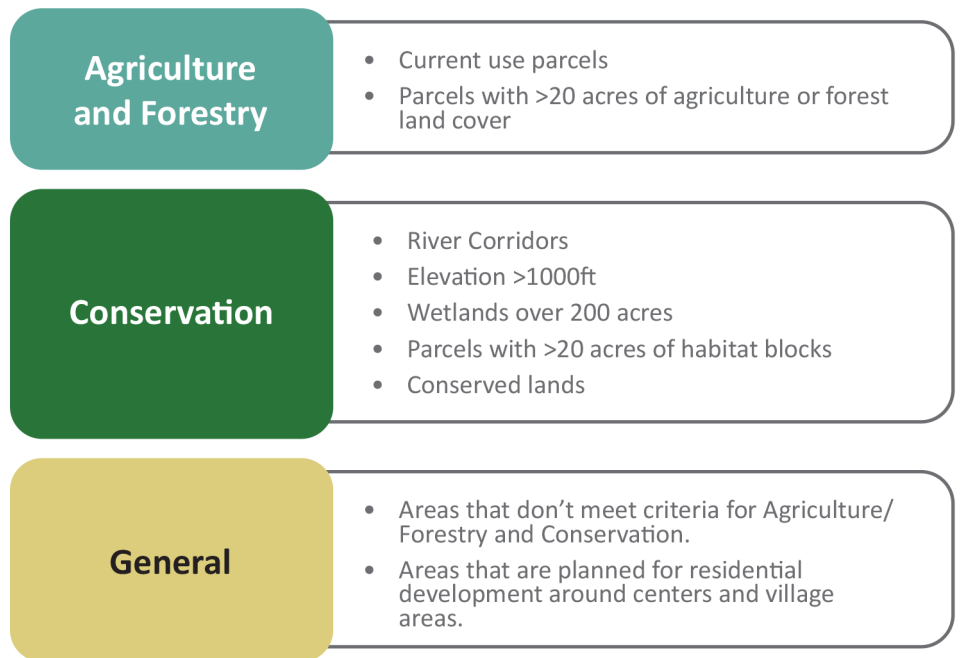 Agriculture
and Forestry
• Current use parcels
• Parcels with >20 acres of agriculture or forest
land cover
Conservation
• River Corridors
• Elevation >1000ft
• Wetlands over 200 acres
• Parcels with >20 acres of habitat blocks
• Conserved lands
General
• Areas that don’t meet criteria for Agriculture/
Forestry and Conservation.
• Areas that are planned for residential
development around centers and village
areas.